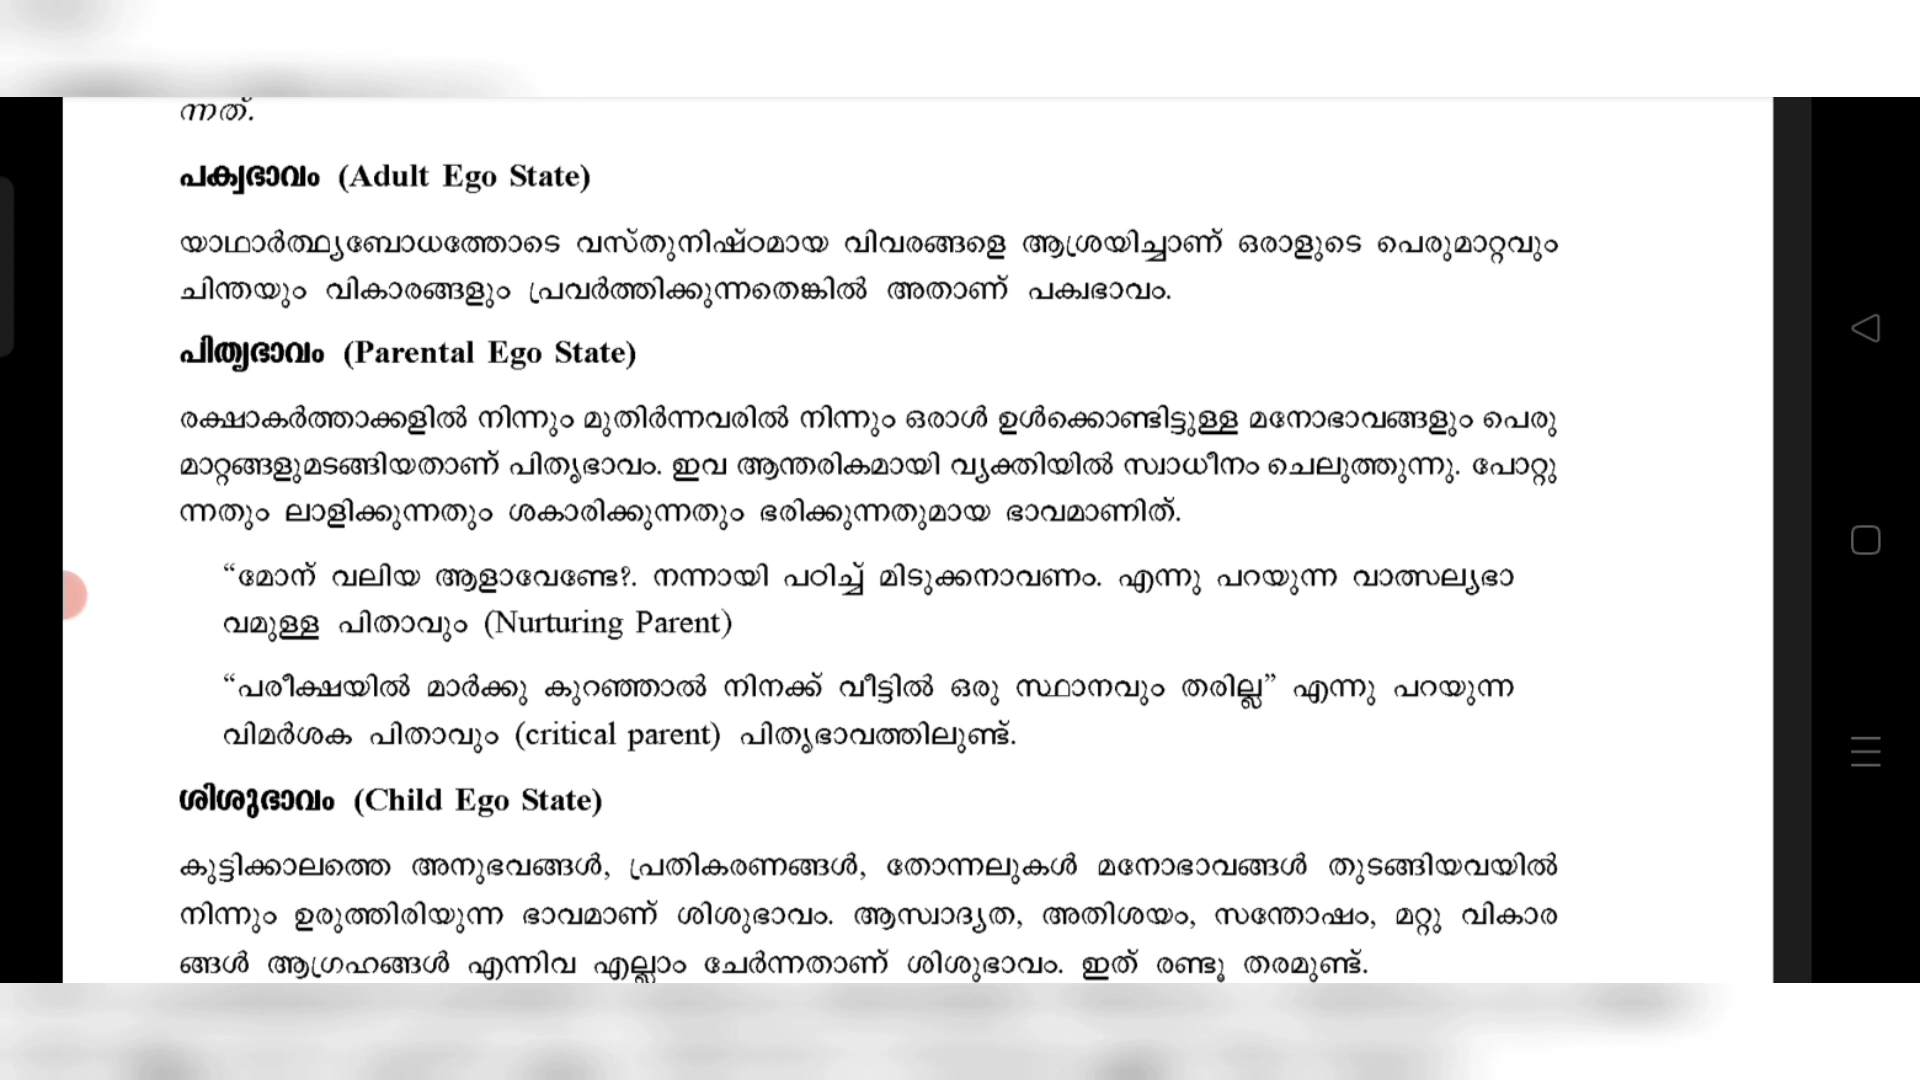 ന്നത്.
പക്വഭാവം (Adult Ego State)
യാഥാർത്ഥ്യബോധത്തോടെ വസ്തുനിഷ്ഠമായ വിവരങ്ങളെ ആശ്രയിച്ചാണ് ഒരാളുടെ പെരുമാറ്റവും
ചിന്തയും വികാരങ്ങളും പ്രവർത്തിക്കുന്നതെങ്കിൽ അതാണ് പക്വഭാവം.
പിതൃഭാവം (Parental Ego State)
രക്ഷാകർത്താക്കളിൽ നിന്നും മുതിർന്നവരിൽ നിന്നും ഒരാൾ ഉൾക്കൊണ്ടിട്ടുള്ള മനോഭാവങ്ങളും പെരു
മാറ്റങ്ങളുമടങ്ങിയതാണ് പിതൃഭാവം. ഇവ ആന്തരികമായി വ്യക്തിയിൽ സ്വാധീനം ചെലുത്തുന്നു. പോറ്റു
ന്നതും ലാളിക്കുന്നതും ശകാരിക്കുന്നതും ഭരിക്കുന്നതുമായ ഭാവമാണിത്.
“മോന് വലിയ ആളാവേണ്ടേ?. നന്നായി പഠിച്ച് മിടുക്കനാവണം. എന്നു പറയുന്ന വാത്സല്യഭാ
വമുള്ള പിതാവും (Nurturing Parent)
“പരീക്ഷയിൽ മാർക്കു കുറഞ്ഞാൽ നിനക്ക് വീട്ടിൽ ഒരു സ്ഥാനവും തരില്ല” എന്നു പറയുന്ന
വിമർശക പിതാവും (critical parent) പിതൃഭാവത്തിലുണ്ട്.
ശിശുഭാവം (Child Ego State)
കുട്ടിക്കാലത്തെ അനുഭവങ്ങൾ, പ്രതികരണങ്ങൾ, തോന്നലുകൾ മനോഭാവങ്ങൾ തുടങ്ങിയവയിൽ
നിന്നും ഉരുത്തിരിയുന്ന ഭാവമാണ് ശിശുഭാവം. ആസ്വാദ്യത, അതിശയം, സന്തോഷം, മറ്റു വികാര
ങ്ങൾ ആഗ്രഹങ്ങൾ എന്നിവ എല്ലാം ചേർന്നതാണ് ശിശുഭാവം. ഇത് രണ്ടു തരമുണ്ട്.